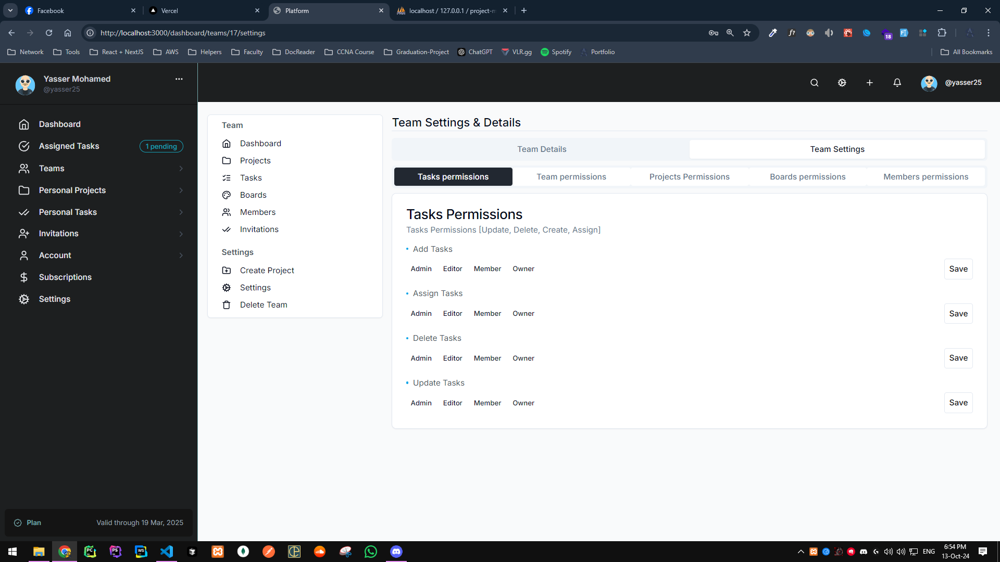 Facebook
Vercel
Platform
localhost / 127.0.0.1 / project-m
http://localhost:3000/dashboard/teams/17/settings
18
Network
Tools
React + NextJS
AWS
Helpers
Faculty
DocReader
CCNA Course
Graduation-Project
ChatGPT
VLR.gg
Spotify
Portfolio
All Bookmarks
Yasser Mohamed
@yasser25
@yasser25
Dashboard
Assigned Tasks
1 pending
Teams
Personal Projects
Personal Tasks
Invitations
Account
Subscriptions
Settings
Plan
Valid through 19 Mar, 2025
Team
Dashboard
Projects
Tasks
Boards
Members
Invitations
Settings
Create Project
Settings
Delete Team
Team Settings & Details
Team Details
Team Settings
Tasks permissions
Team permissions
Projects Permissions
Boards permissions
Members permissions
Tasks Permissions
Tasks Permissions [Update, Delete, Create, Assign]
Add Tasks
Admin Editor Member Owner
Save
Assign Tasks
Admin Editor Member Owner
Save
Delete Tasks
Admin Editor Member Owner
Save
Update Tasks
Admin Editor Member Owner
Save
ENG
6:54 PM
13-Oct-24